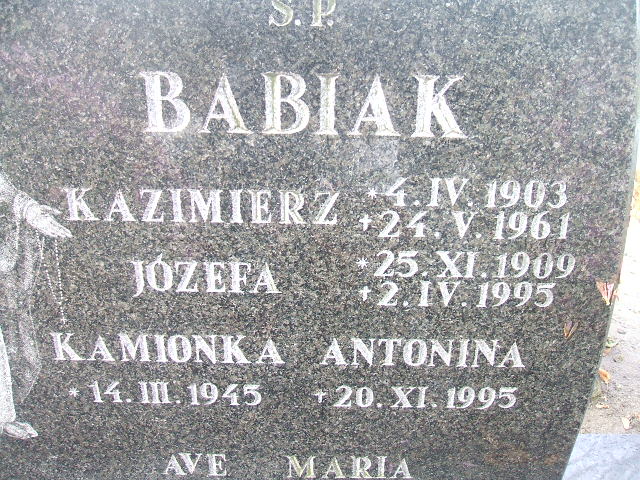 Ś.P.
BABIAK
KAZIMIERZ *4.IV.1903
+24.V.1961
JÓZEFA *25.XI.1909
+2.IV.1995
KAMIONKA ANTONINA
*14.III.1945 +20.XI.1995
AVE MARIA